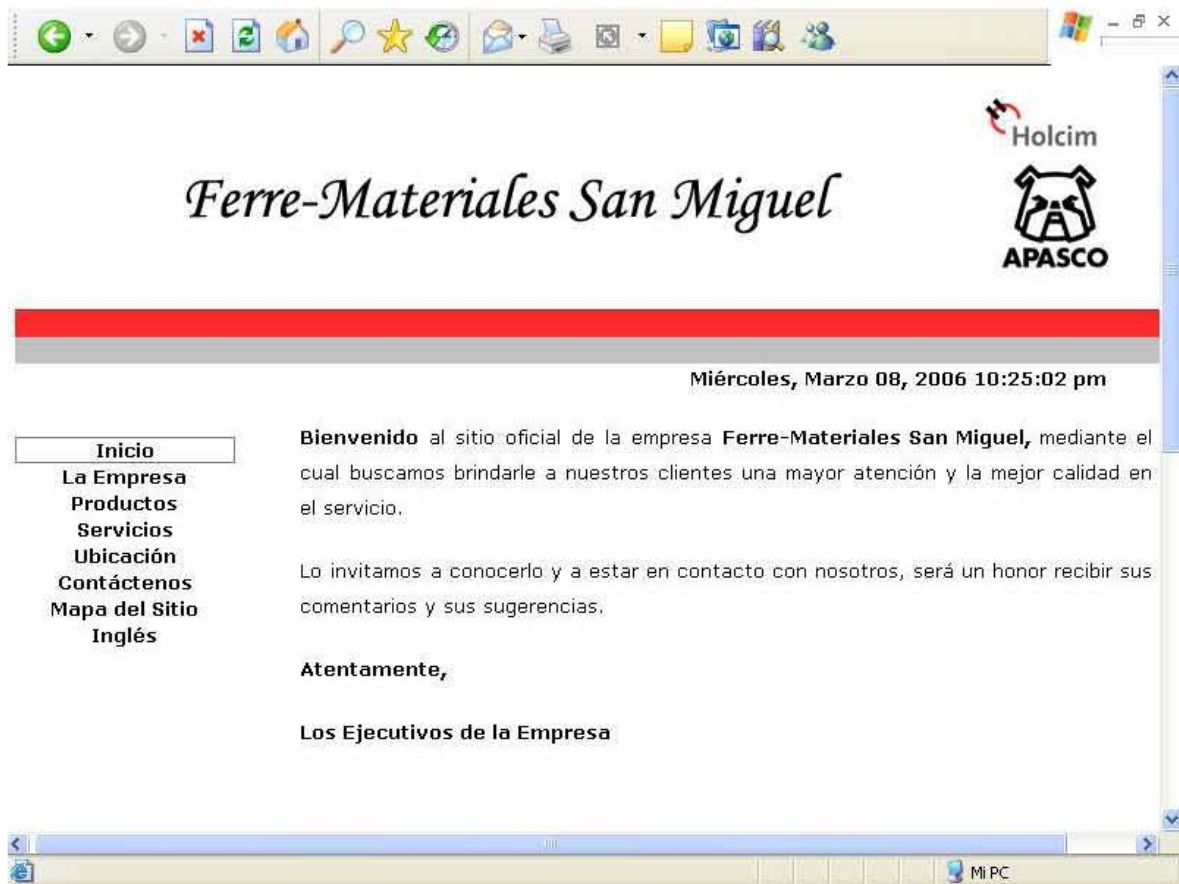 Holcim
Ferre-Materiales San Miguel
APASCO
Miércoles, Marzo 08, 2006 10:25:02 pm
Inicio
La Empresa
Productos
Servicios
Ubicación
Contáctenos
Mapa del Sitio
Inglés
Bienvenido al sitio oficial de la empresa Ferre-Materiales San Miguel, mediante el
cual buscamos brindarle a nuestros clientes una mayor atención y la mejor calidad en
el servicio.
Lo invitamos a conocerlo y a estar en contacto con nosotros, será un honor recibir sus
comentarios y sus sugerencias.
Atentamente,
Los Ejecutivos de la Empresa
Mi PC